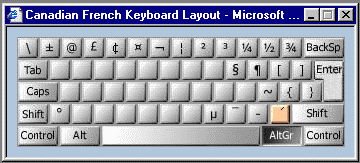 Canadian French Keyboard Layout - Microsoft ...
\ ± @ £ ¢ ¤ ¬ ¦ ² ³ ¼ ½ ¾ BackSp
Tab § ¶ [ ] Enter
Caps ~ { }
Shift ° µ ¯ - ´ Shift
Control Alt AltGr Control